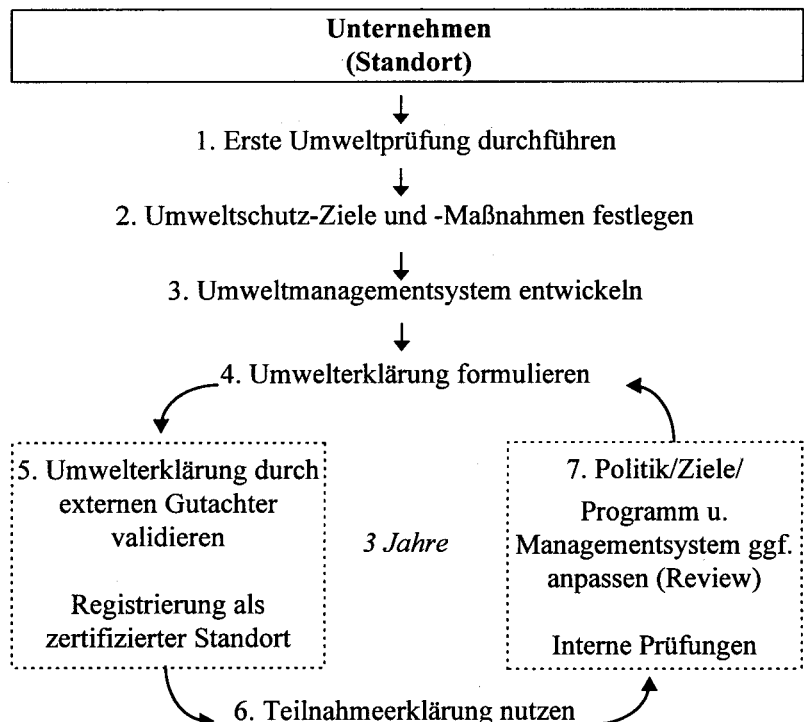 Unternehmen
(Standort)
1. Erste Umweltprüfung durchführen
2. Umweltschutz-Ziele und -Maßnahmen festlegen
3. Umweltmanagementsystem entwickeln
4. Umwelterklärung formulieren
5. Umwelterklärung durch
externen Gutachter
validieren
Registrierung als
zertifizierter Standort
3 Jahre
7. Politik/Ziele/
Programm u.
Managementsystem ggf.
anpassen (Review)
Interne Prüfungen
6. Teilnahmeerklärung nutzen